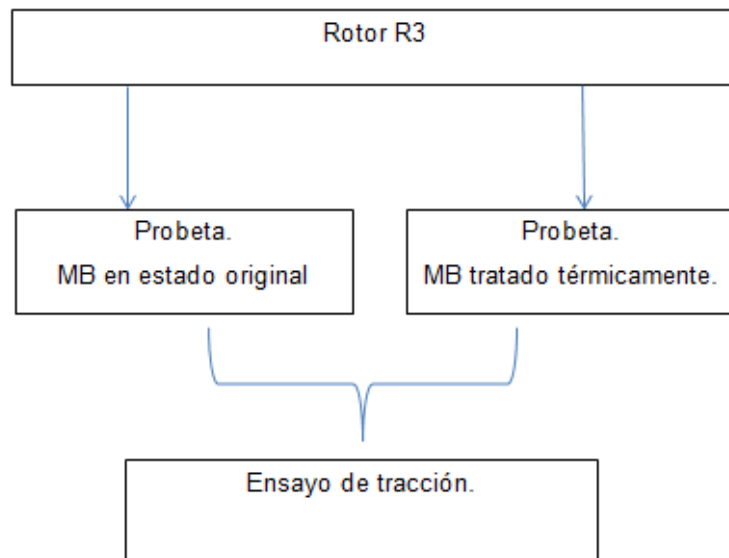 Rotor R3
Probeta.
MB en estado original
Probeta.
MB tratado térmicamente.
Ensayo de tracción.